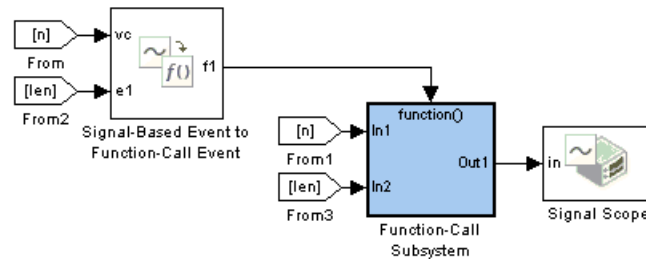 [n]
From
[len]
From2
vc
e1
f()
f1
Signal-Based Event to
Function-Call Event
[n]
From1
[len]
From3
function()
In1
In2
Out1
Function-Call
Subsystem
in
Signal Scope